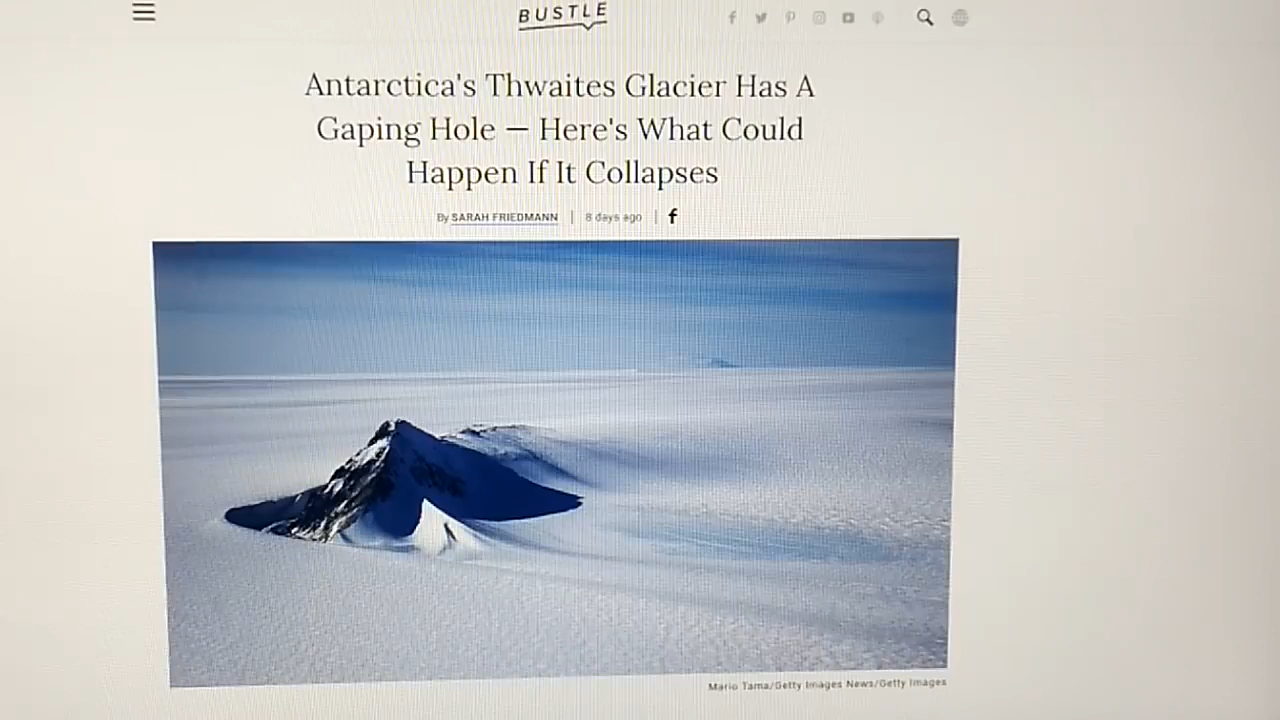 BUSTLE
Antarctica's Thwaites Glacier Has A
Gaping Hole — Here's What Could
Happen If It Collapses
By SARAH FRIEDMANN | 8 days ago |
Mario Tama/Getty Images News/Getty Images